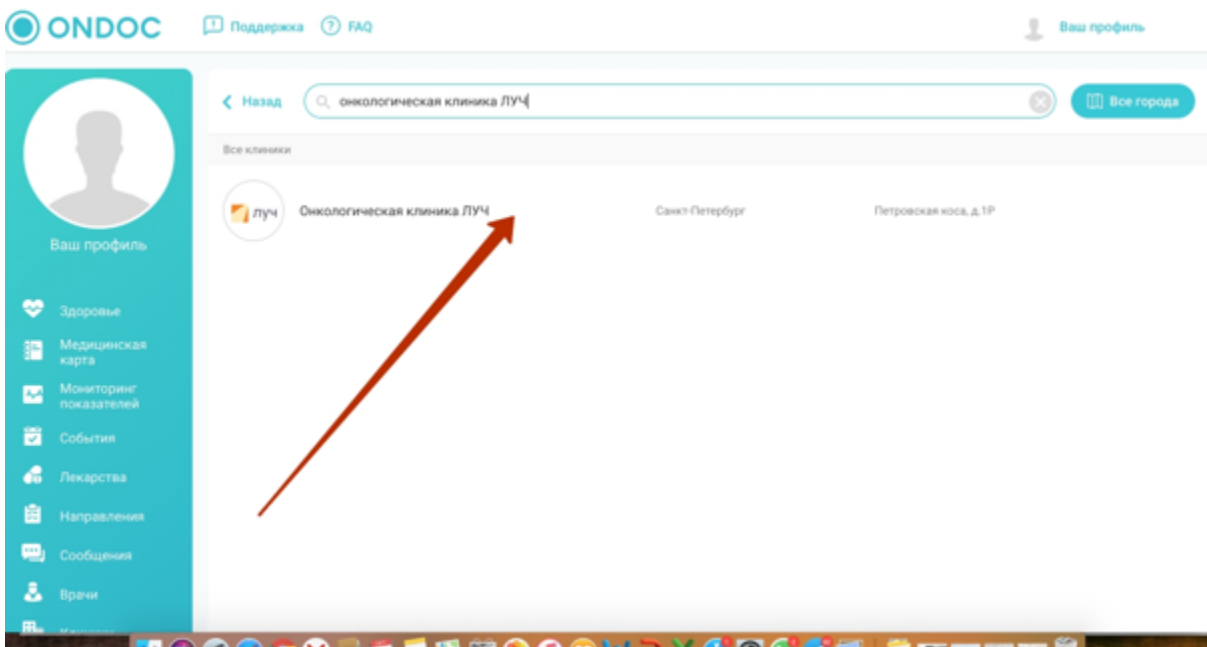 ONDOC
Поддержка
FAQ
Ваш профиль
Назад
онкологическая клиника ЛУЧ
Все города
Все клиники
луч
Онкологическая клиника ЛУЧ
Санкт-Петербург
Петровская коса, д.1Р
Ваш профиль
Здоровье
Медицинская
карта
Мониторинг
показателей
События
Лекарства
Направления
Сообщения
Врачи